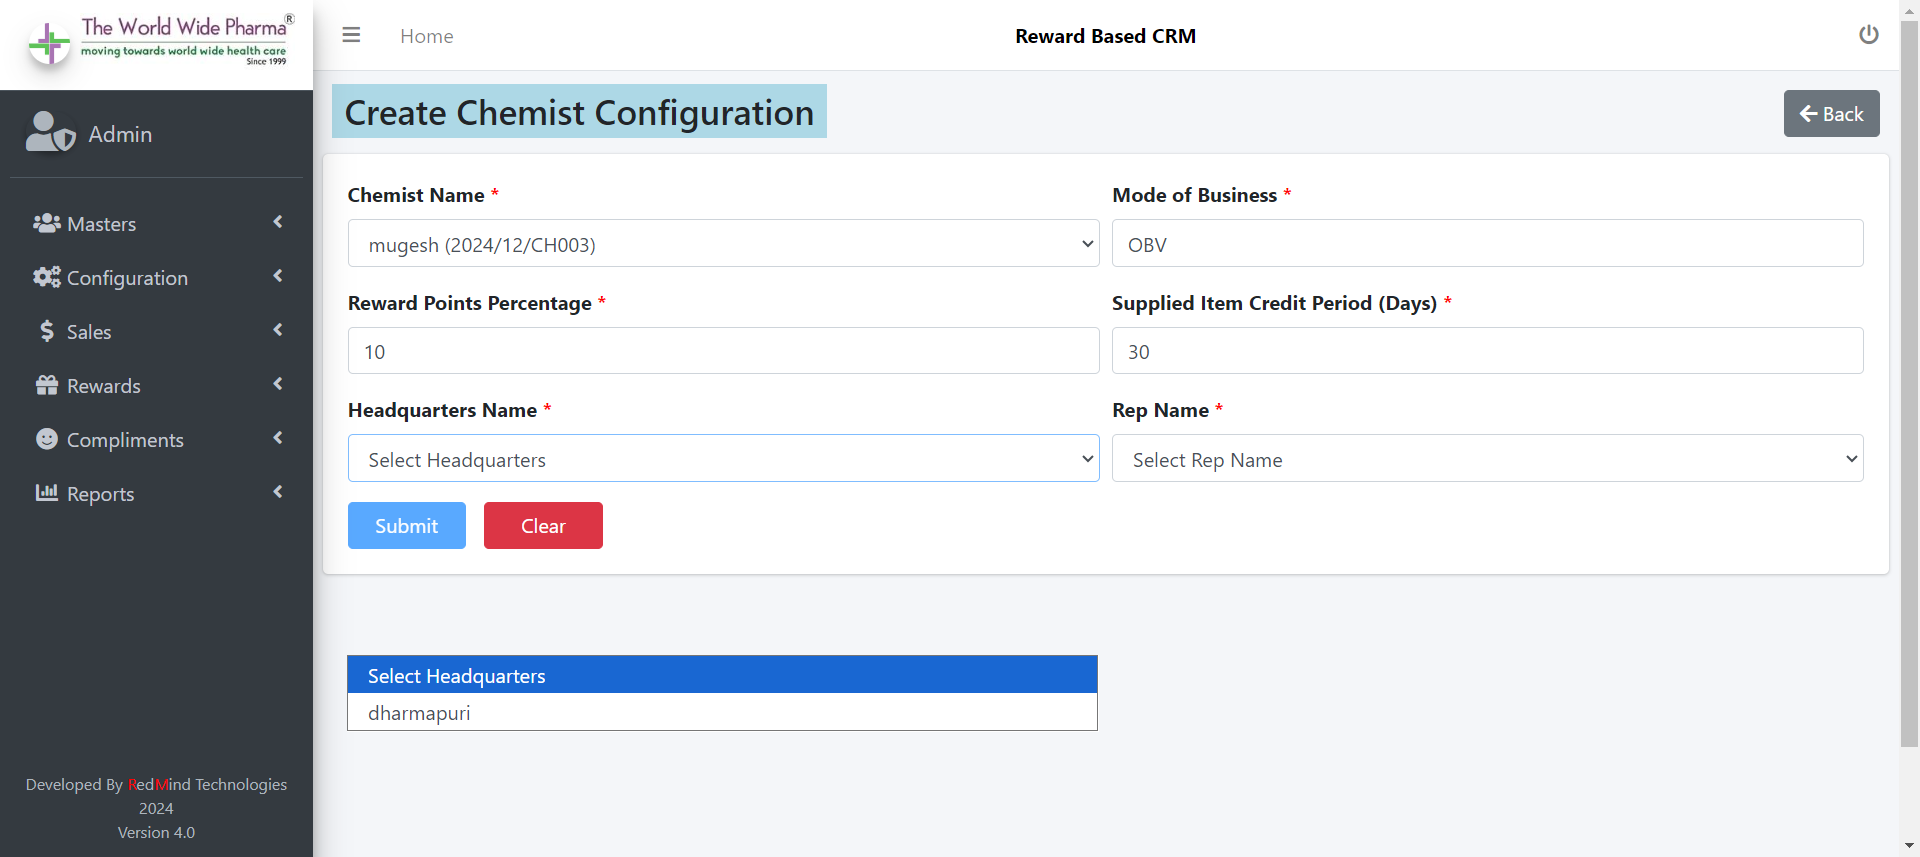 The World Wide Pharma®
moving towards world wide health care
Since 1999
Home
Reward Based CRM
Admin
Masters
Configuration
Sales
Rewards
Compliments
Reports
Developed By RedMind Technologies
2024
Version 4.0
Create Chemist Configuration
Back
Chemist Name *
mugesh (2024/12/CH003)
Mode of Business *
OBV
Reward Points Percentage *
10
Supplied Item Credit Period (Days) *
30
Headquarters Name *
Select Headquarters
Rep Name *
Select Rep Name
Submit
Clear
Select Headquarters
dharmapuri